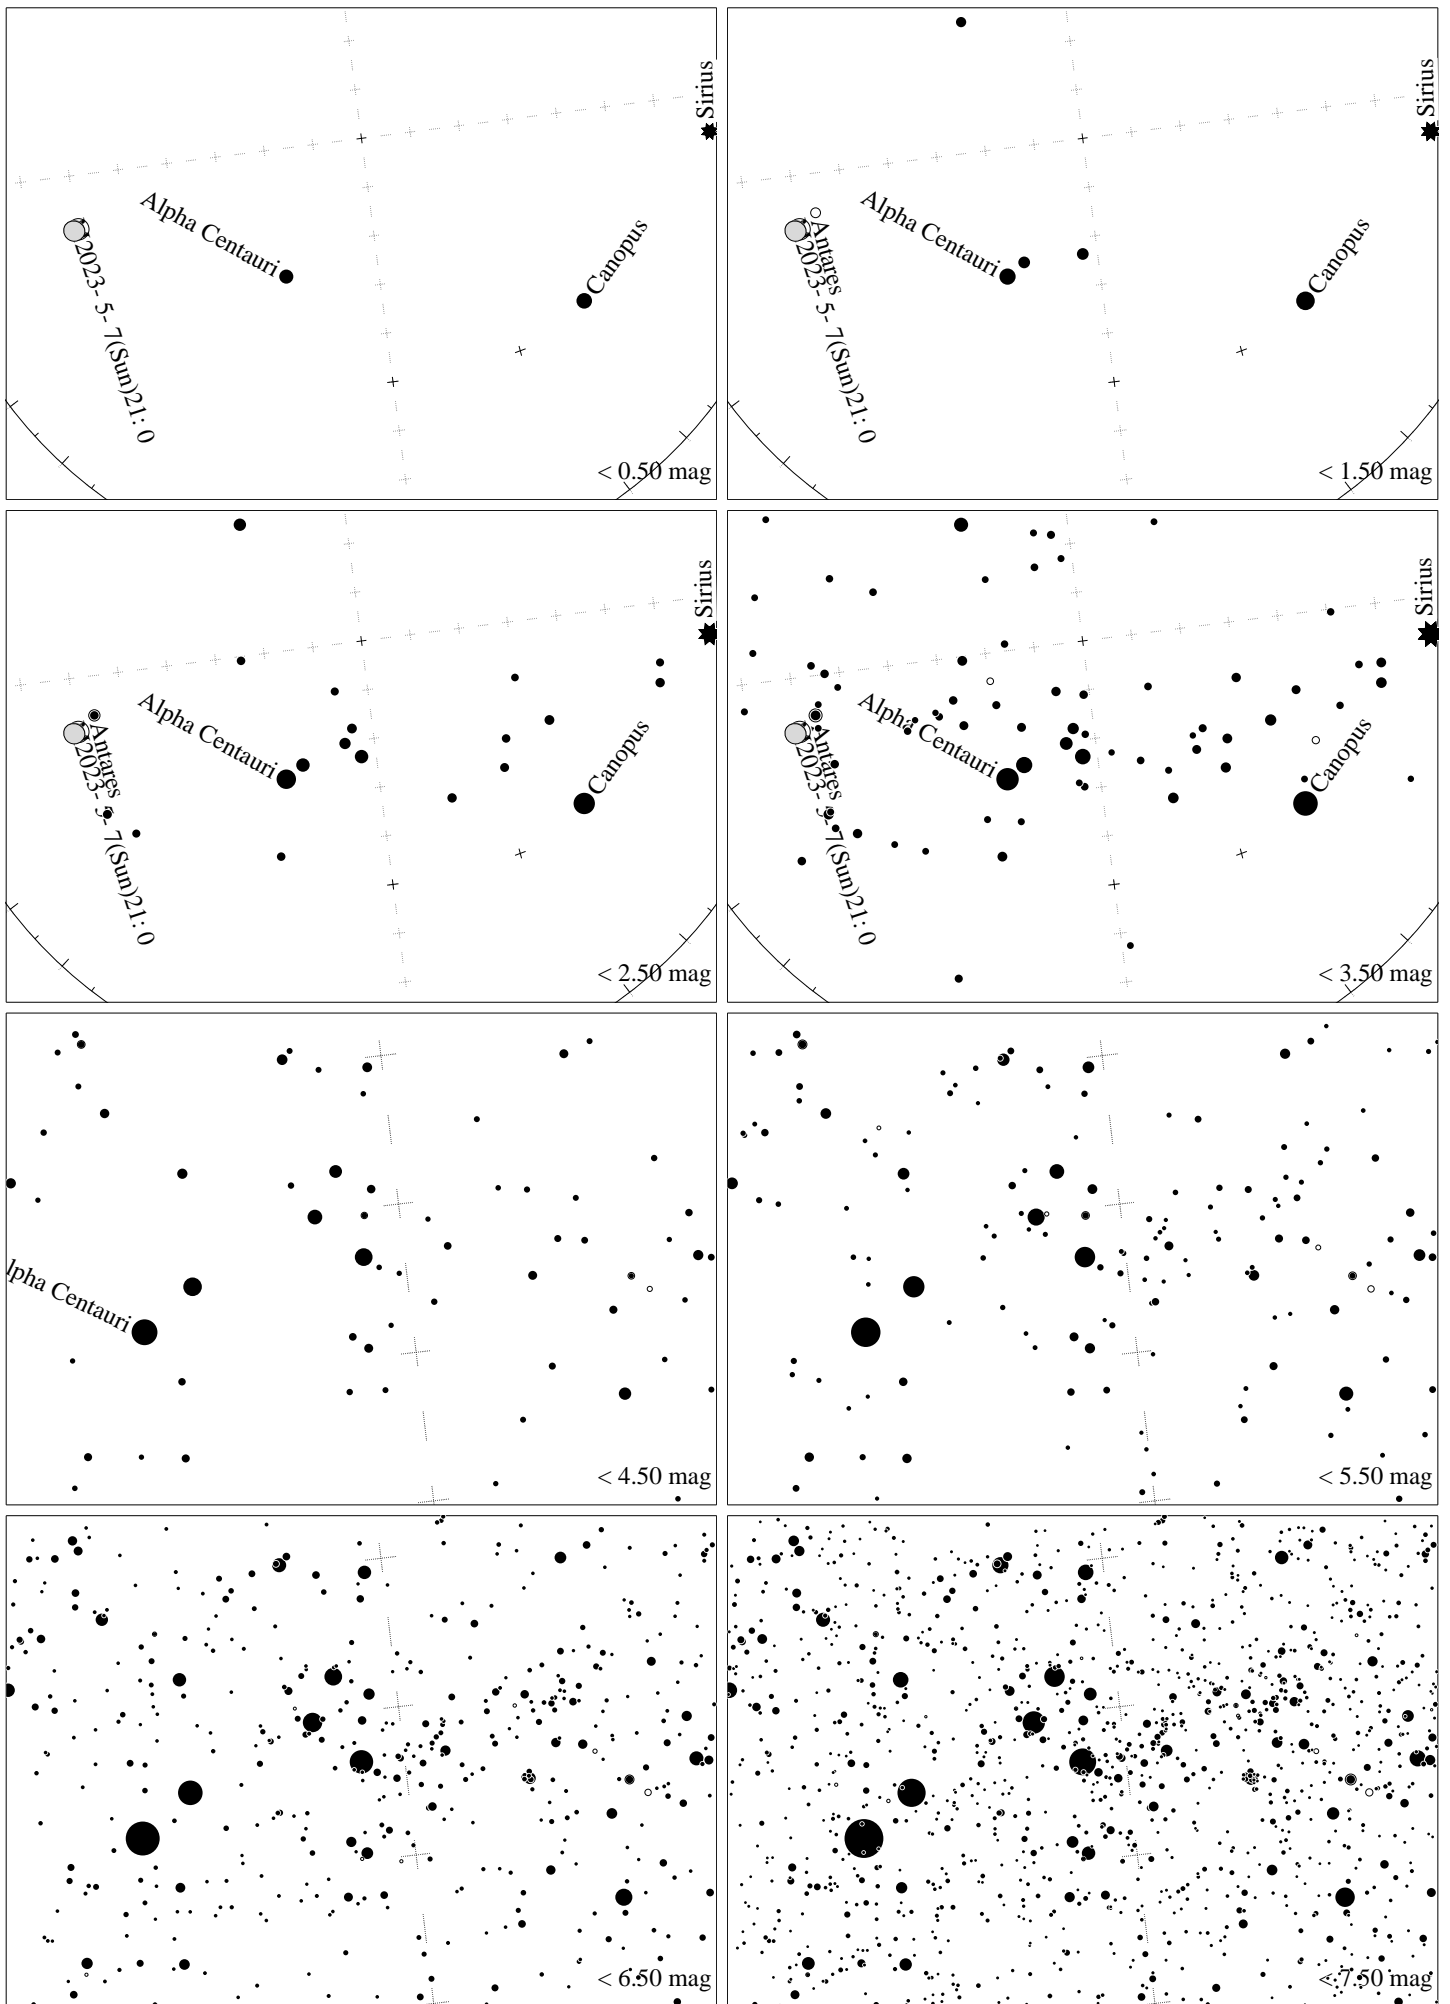 Sirius
Alpha Centauri
Canopus
2023- 5- 7(Sun)21: 0
< 0.50 mag
Sirius
Alpha Centauri
Antares
Canopus
2023- 5- 7(Sun)21: 0
< 1.50 mag
Sirius
Alpha Centauri
Antares
Canopus
2023- 5- 7(Sun)21: 0
< 2.50 mag
Sirius
Alpha Centauri
Antares
Canopus
2023- 5- 7(Sun)21: 0
< 3.50 mag
lpha Centauri
< 4.50 mag
< 5.50 mag
< 6.50 mag
< 7.50 mag